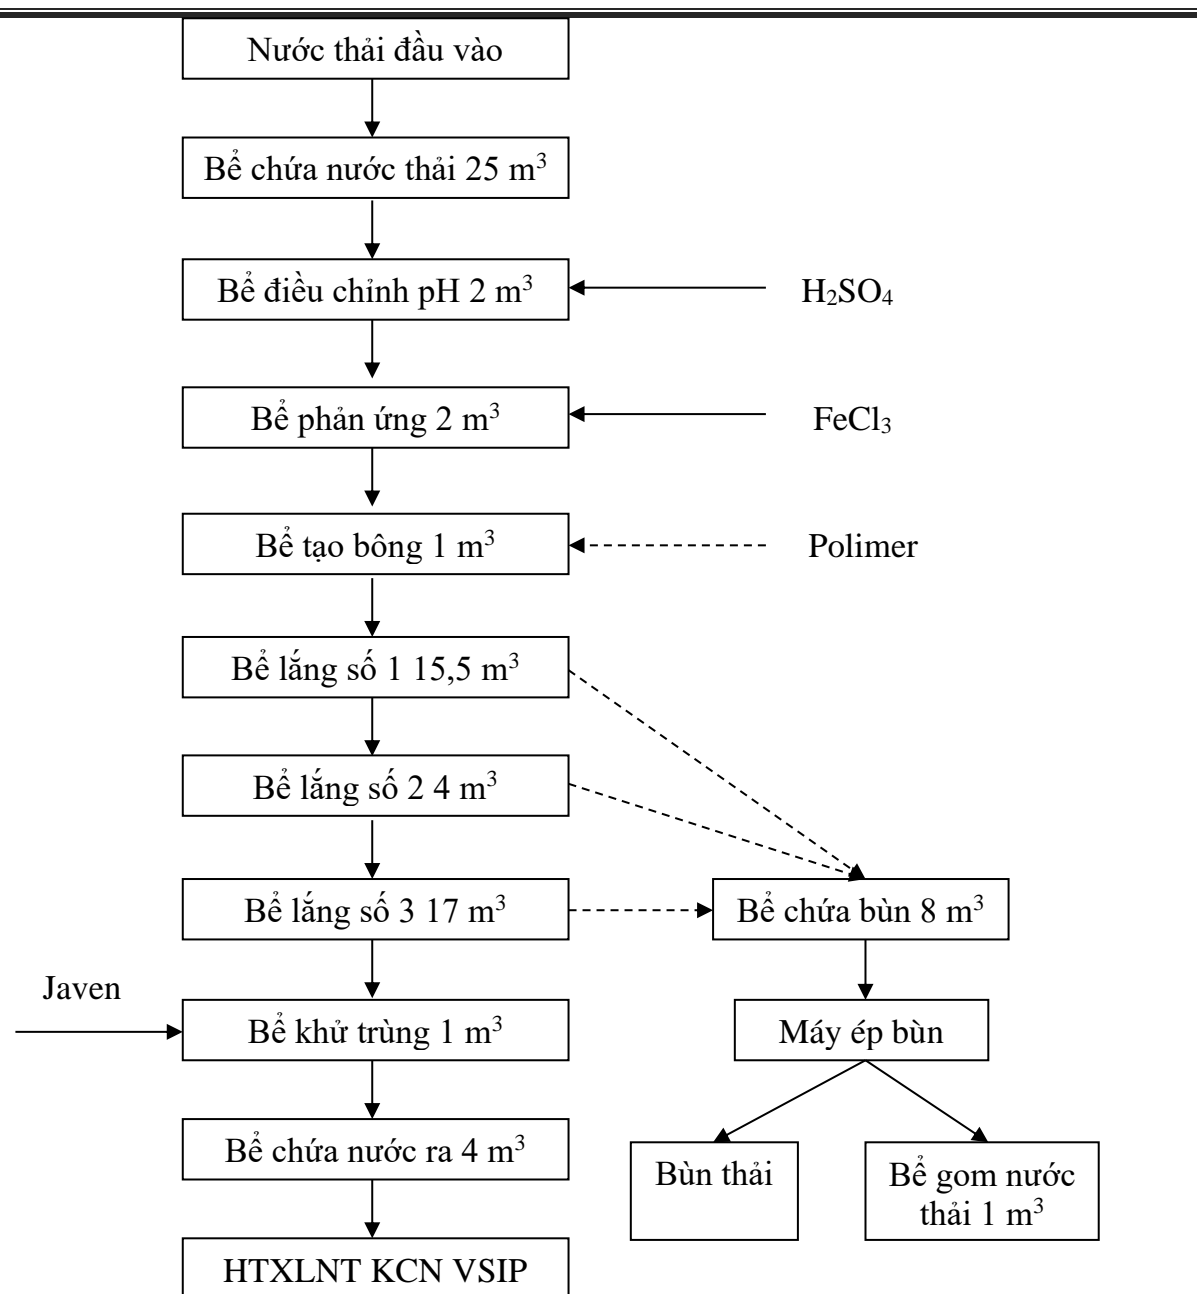 Nước thải đầu vào
Bể chứa nước thải 25 m³
Bể điều chỉnh pH 2 m³
H₂SO₄
Bể phản ứng 2 m³
FeCl₃
Bể tạo bông 1 m³
Polimer
Bể lắng số 1 15,5 m³
Bể lắng số 2 4 m³
Bể lắng số 3 17 m³
Bể chứa bùn 8 m³
Javen
Bể khử trùng 1 m³
Máy ép bùn
Bể chứa nước ra 4 m³
Bùn thải
Bể gom nước
thải 1 m³
HTXLNT KCN VSIP